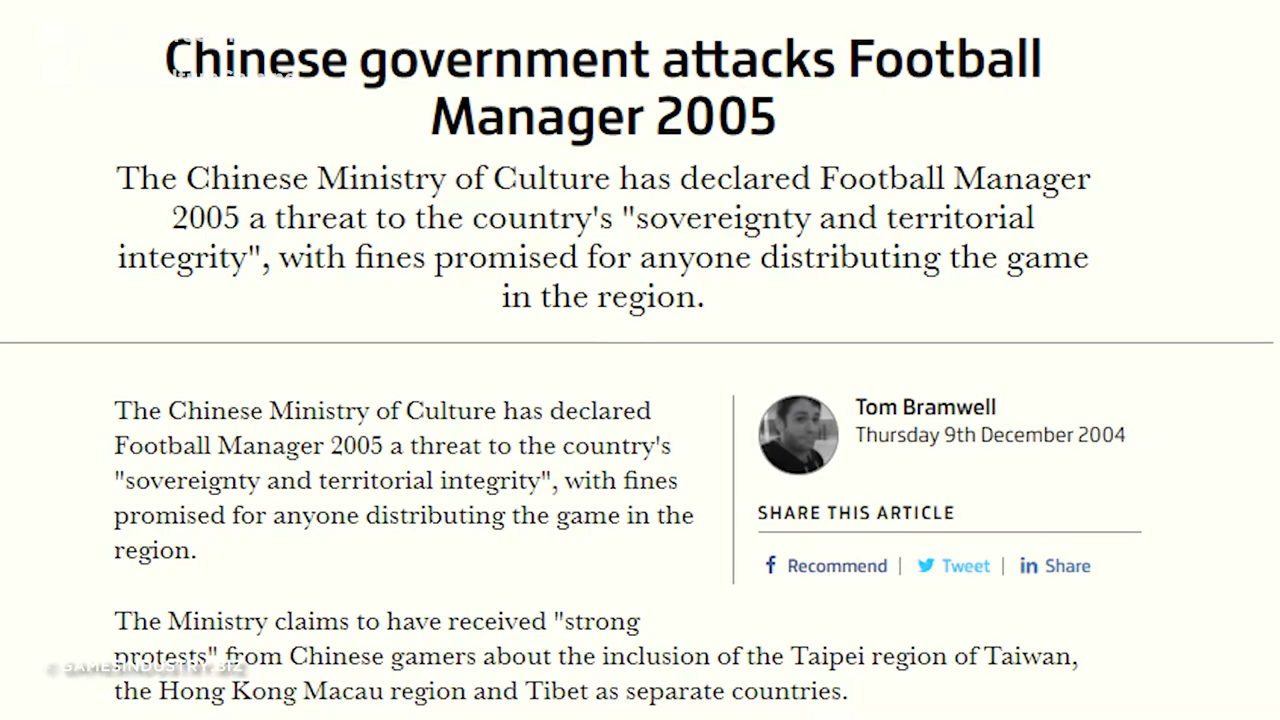 Chinese government attacks Football
Manager 2005
The Chinese Ministry of Culture has declared Football Manager
2005 a threat to the country's "sovereignty and territorial
integrity", with fines promised for anyone distributing the game
in the region.
The Chinese Ministry of Culture has declared
Football Manager 2005 a threat to the country's
"sovereignty and territorial integrity", with fines
promised for anyone distributing the game in the
region.
Tom Bramwell
Thursday 9th December 2004
SHARE THIS ARTICLE
f Recommend | Tweet | in Share
The Ministry claims to have received "strong
protests" from Chinese gamers about the inclusion of the Taipei region of Taiwan,
the Hong Kong Macau region and Tibet as separate countries.
© GAMESINDUSTRY.BIZ